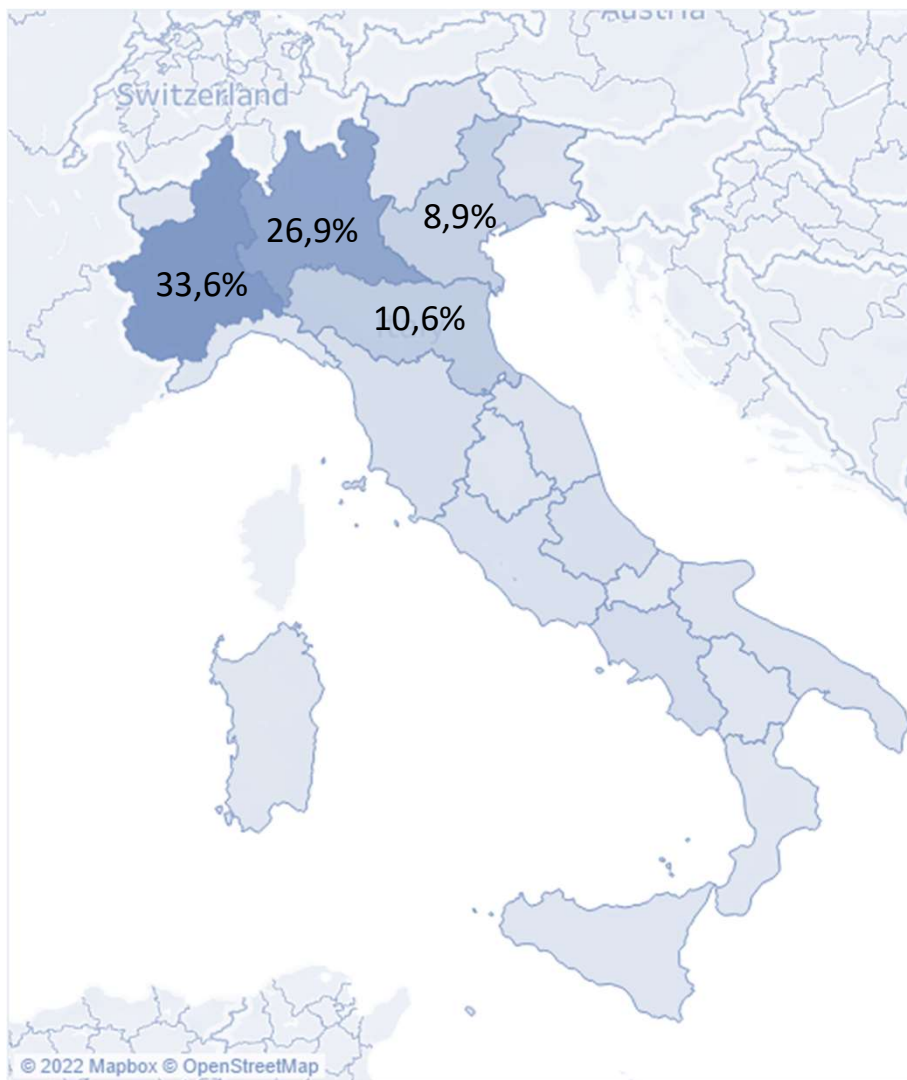 Austria
Switzerland
26,9%
8,9%
33,6%
10,6%
© 2022 Mapbox © OpenStreetMap